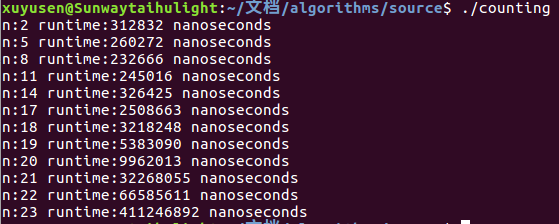 xuyusen@Sunwaytaihulight:~/文档/algorithms/source$ ./counting
n:2 runtime:312832 nanoseconds
n:5 runtime:260272 nanoseconds
n:8 runtime:232666 nanoseconds
n:11 runtime:245016 nanoseconds
n:14 runtime:326425 nanoseconds
n:17 runtime:2508663 nanoseconds
n:18 runtime:3218248 nanoseconds
n:19 runtime:5383090 nanoseconds
n:20 runtime:9962013 nanoseconds
n:21 runtime:32268055 nanoseconds
n:22 runtime:66585611 nanoseconds
n:23 runtime:411246892 nanoseconds